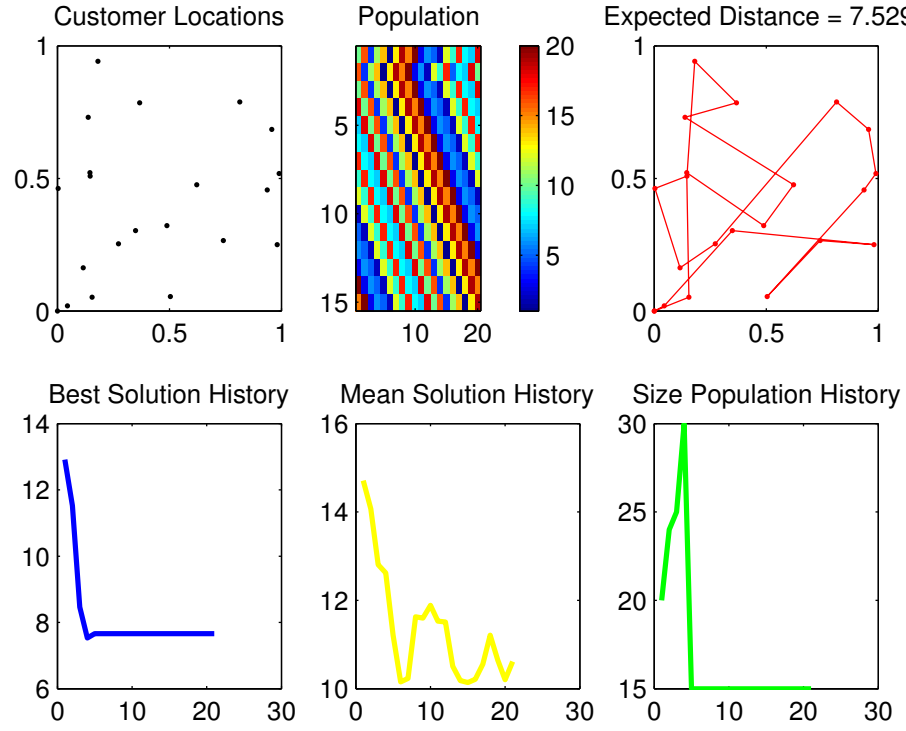 Customer Locations
1
0.5
0
0 0.5 1
Population
5
10
15
10 20
20
15
10
5
Expected Distance = 7.529
1
0.5
0
0 0.5 1
Best Solution History
14
12
10
8
6
0 10 20 30
Mean Solution History
16
14
12
10
0 10 20 30
Size Population History
30
25
20
15
0 10 20 30